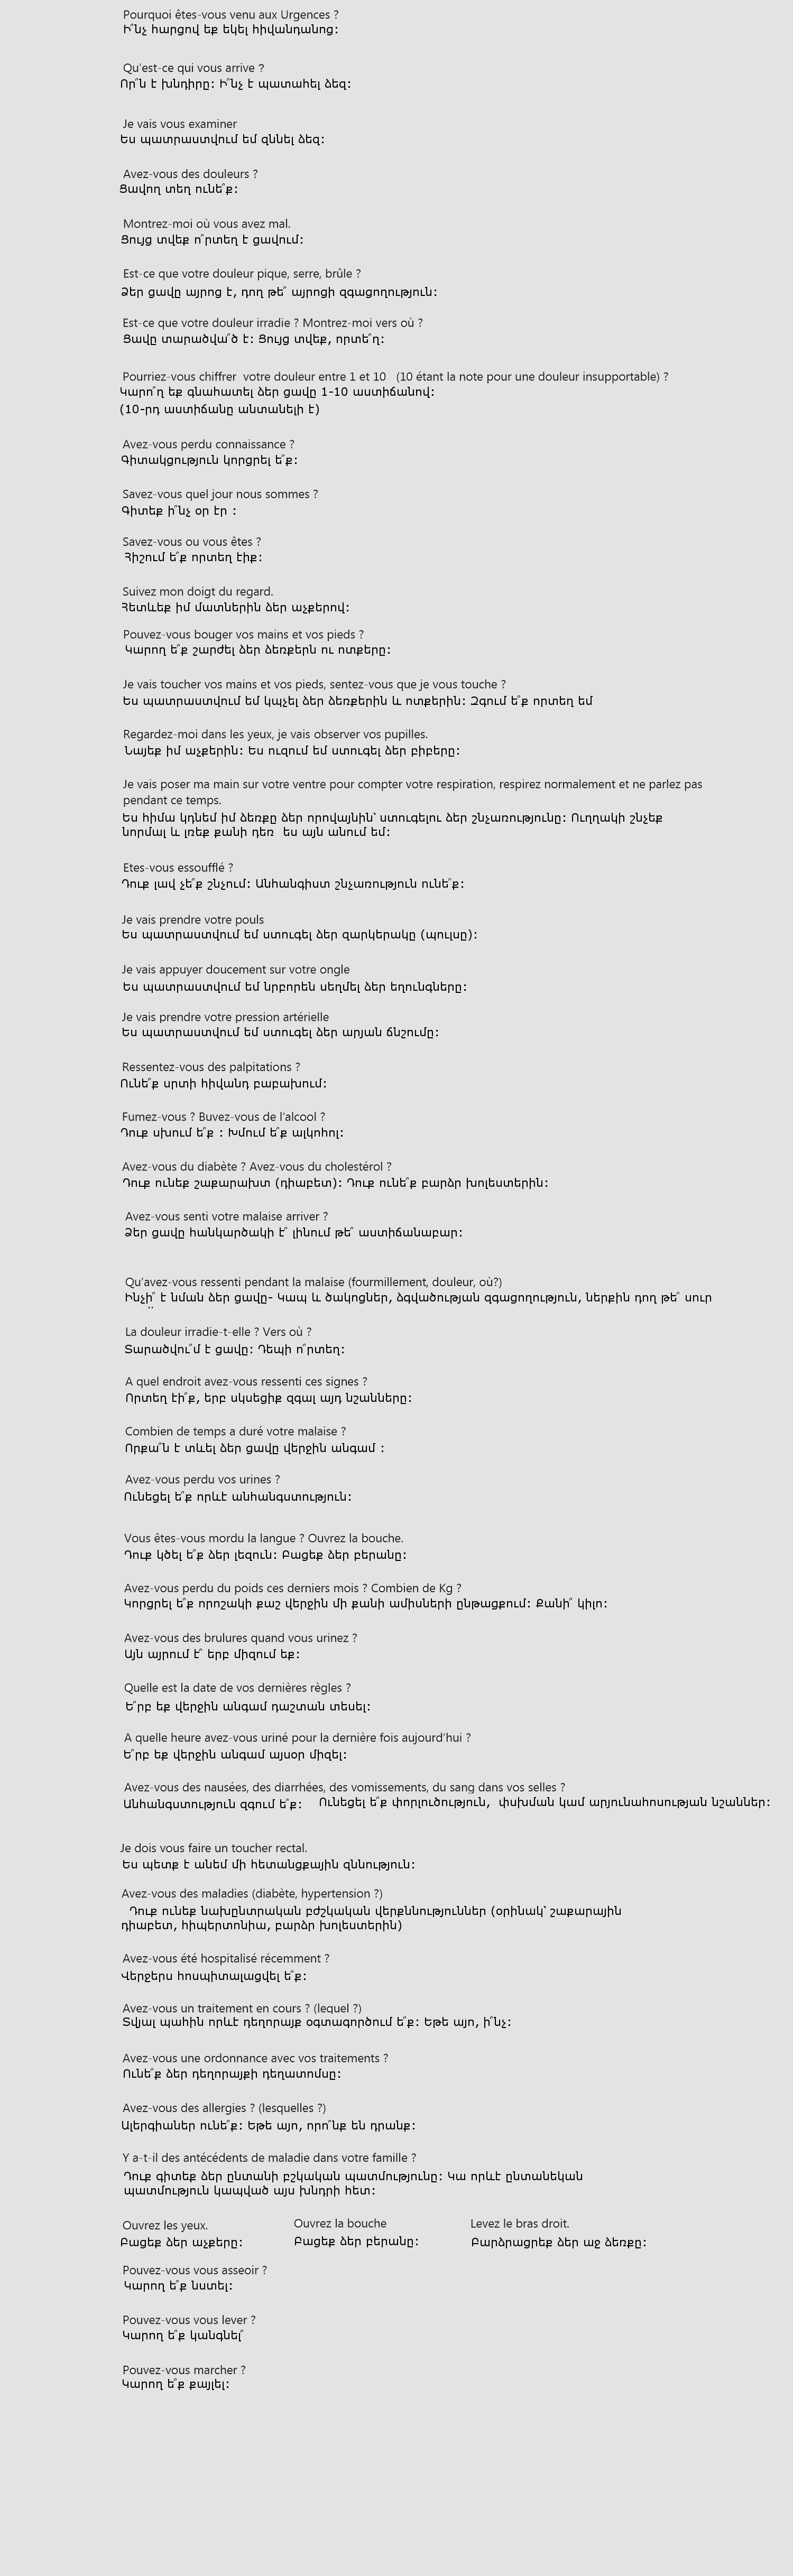 Pourquoi êtes-vous venu aux Urgences ?
Ի՞նչ հարցով եք եկել հիվանդանոց:
Qu’est-ce qui vous arrive ?
Որ՞ն է խնդիրը: Ի՞նչ է պատահել ձեզ:
Je vais vous examiner
Ես պատրաստվում եմ զննել ձեզ:
Avez-vous des douleurs ?
Ցավող տեղ ունե՞ք:
Montrez-moi où vous avez mal.
Ցույց տվեք ո՞րտեղ է ցավում:
Est-ce que votre douleur pique, serre, brûle ?
Ձեր ցավը այրոց է, դող թե՞ այրոցի զգացողություն:
Est-ce que votre douleur irradie ? Montrez-moi vers où ?
Ցավը տարածվա՞ծ է: Ցույց տվեք, որտե՞ղ:
Pourriez-vous chiffrer  votre douleur entre 1 et 10   (10 étant la note pour une douleur insupportable) ?
Կարո՞ղ եք գնահատել ձեր ցավը 1-10 աստիճանով:
(10-րդ աստիճանը անտանելի է)
Avez-vous perdu connaissance ?
Գիտակցություն կորցրել ե՞ք:
Savez-vous quel jour nous sommes ?
Գիտեք ի՞նչ օր էր :
Savez-vous ou vous êtes ?
Հիշում ե՞ք որտեղ էիք:
Suivez mon doigt du regard.
Հետևեք իմ մատներին ձեր աչքերով:
Pouvez-vous bouger vos mains et vos pieds ?
Կարող ե՞ք շարժել ձեր ձեռքերն ու ոտքերը:
Je vais toucher vos mains et vos pieds, sentez-vous que je vous touche ?
Ես պատրաստվում եմ կպչել ձեր ձեռքերին և ոտքերին: Զգում ե՞ք որտեղ եմ
Regardez-moi dans les yeux, je vais observer vos pupilles.
Նայեք իմ աչքերին: Ես ուզում եմ ստուգել ձեր բիբերը:
Je vais poser ma main sur votre ventre pour compter votre respiration, respirez normalement et ne parlez pas
pendant ce temps.
Ես հիմա կդնեմ իմ ձեռքը ձեր որովայնին՝ ստուգելու ձեր շնչառությունը: Ուղղակի շնչեք
նորմալ և լռեք քանի դեռ  ես այն անում եմ:
Etes-vous essoufflé ?
Դուք լավ չե՞ք շնչում: Անհանգիստ շնչառություն ունե՞ք:
Je vais prendre votre pouls
Ես պատրաստվում եմ ստուգել ձեր զարկերակը (պուլսը):
Je vais appuyer doucement sur votre ongle
Ես պատրաստվում եմ նրբորեն սեղմել ձեր եղունգները:
Je vais prendre votre pression artérielle
Ես պատրաստվում եմ ստուգել ձեր արյան ճնշումը:
Ressentez-vous des palpitations ?
Ունե՞ք սրտի հիվանդ բաբախում:
Fumez-vous ? Buvez-vous de l’alcool ?
Դուք սխում ե՞ք : Խմում ե՞ք ալկոհոլ:
Avez-vous du diabète ? Avez-vous du cholestérol ?
Դուք ունեք շաքարախտ (դիաբետ): Դուք ունե՞ք բարձր խոլեստերին:
Avez-vous senti votre malaise arriver ?
Ձեր ցավը հանկարծակի է՞ լինում թե՞ աստիճանաբար:
Qu’avez-vous ressenti pendant la malaise (fourmillement, douleur, où?)
Ինչի՞ է նման ձեր ցավը- Կապ և ծակոցներ, ձգվածության զգացողություն, ներքին դող թե՞ սուր
La douleur irradie-t-elle ? Vers où ?
Տարածվու՞մ է ցավը: Դեպի ո՞րտեղ:
A quel endroit avez-vous ressenti ces signes ?
Որտեղ էի՞ք, երբ սկսեցիք զգալ այդ նշանները:
Combien de temps a duré votre malaise ?
Որքա՞ն է տևել ձեր ցավը վերջին անգամ :
Avez-vous perdu vos urines ?
Ունեցել ե՞ք որևէ անհանգստություն:
Vous êtes-vous mordu la langue ? Ouvrez la bouche.
Դուք կծել ե՞ք ձեր լեզուն: Բացեք ձեր բերանը:
Avez-vous perdu du poids ces derniers mois ? Combien de Kg ?
Կորցրել ե՞ք որոշակի քաշ վերջին մի քանի ամիսների ընթացքում: Քանի՞ կիլո:
Avez-vous des brulures quand vous urinez ?
Այն այրում է՞ երբ միզում եք:
Quelle est la date de vos dernières règles ?
Ե՞րբ եք վերջին անգամ դաշտան տեսել:
A quelle heure avez-vous uriné pour la dernière fois aujourd’hui ?
Ե՞րբ եք վերջին անգամ այսօր միզել:
Avez-vous des nausées, des diarrhées, des vomissements, du sang dans vos selles ?
Անհանգստություն զգում ե՞ք:   Ունեցել ե՞ք փորլուծություն,  փսխման կամ արյունահոսության նշաններ:
Je dois vous faire un toucher rectal.
Ես պետք է անեմ մի հետանցքային զննություն:
Avez-vous des maladies (diabète, hypertension ?)
Դուք ունեք նախընտրական բժշկական վերքննություններ (օրինակ՝ շաքարային
դիաբետ, հիպերտոնիա, բարձր խոլեստերին)
Avez-vous été hospitalisé récemment ?
Վերջերս հոսպիտալացվել ե՞ք:
Avez-vous un traitement en cours ? (lequel ?)
Տվյալ պահին որևէ դեղորայք օգտագործում ե՞ք: Եթե այո, ի՞նչ:
Avez-vous une ordonnance avec vos traitements ?
Ունե՞ք ձեր դեղորայքի դեղատոմսը:
Avez-vous des allergies ? (lesquelles ?)
Ալերգիաներ ունե՞ք: Եթե այո, որո՞նք են դրանք:
Y a-t-il des antécédents de maladie dans votre famille ?
Դուք գիտեք ձեր ընտանի բշկական պատմությունը: Կա որևէ ընտանեկան
պատմություն կապված այս խնդրի հետ:
Ouvrez les yeux.   Ouvrez la bouche   Levez le bras droit.
Բացեք ձեր աչքերը:   Բացեք ձեր բերանը:   Բարձրացրեք ձեր աջ ձեռքը:
Pouvez-vous vous asseoir ?
Կարող ե՞ք նստել:
Pouvez-vous vous lever ?
Կարող ե՞ք կանգնել՞
Pouvez-vous marcher ?
Կարող ե՞ք քայլել: